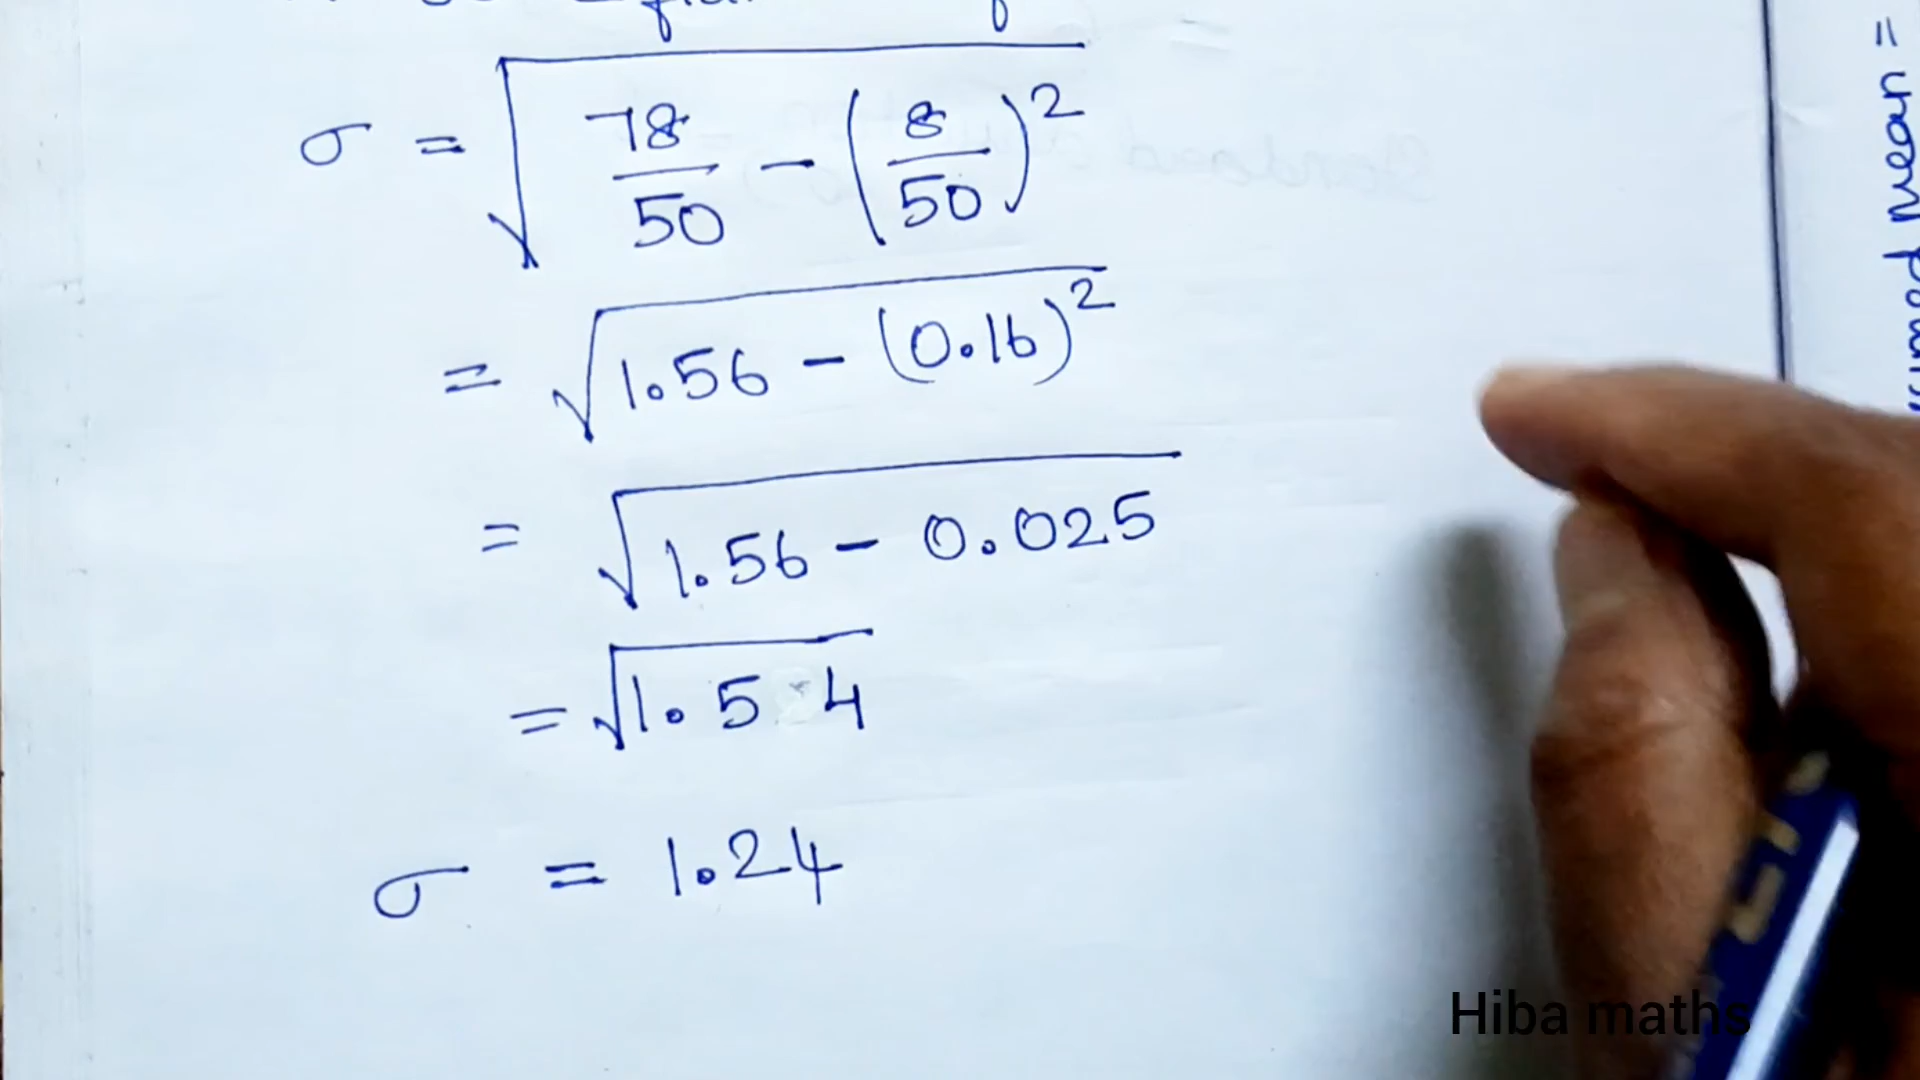 σ = √(78/50 − (8/50)²)
= √(1.56 − (0.16)²)
= √(1.56 − 0.025)
= √1.5 4
σ = 1.24
mean =
Hiba maths